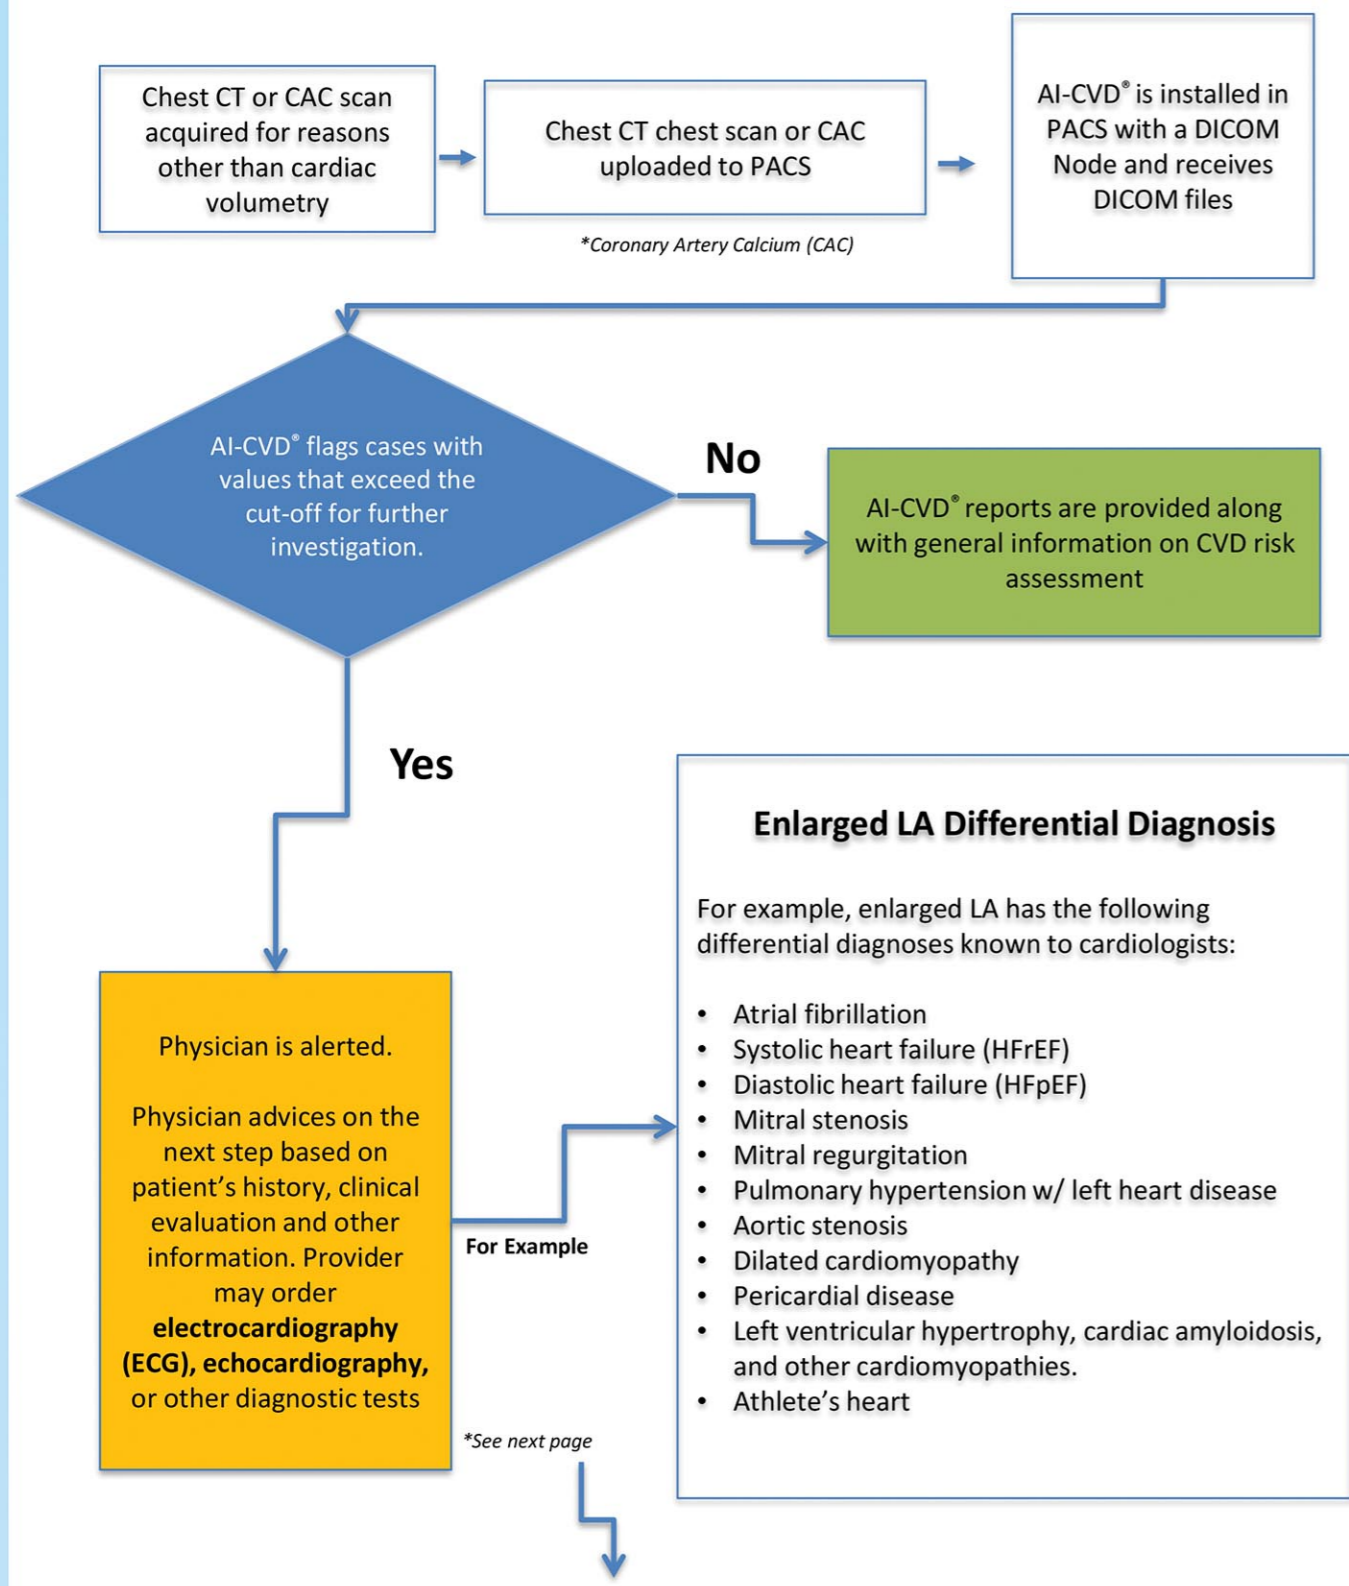 Chest CT or CAC scan
acquired for reasons
other than cardiac
volumetry
Chest CT chest scan or CAC
uploaded to PACS
*Coronary Artery Calcium (CAC)
AI-CVD® is installed in
PACS with a DICOM
Node and receives
DICOM files
AI-CVD® flags cases with
values that exceed the
cut-off for further
investigation.
No
AI-CVD® reports are provided along
with general information on CVD risk
assessment
Yes
Physician is alerted.
Physician advices on the
next step based on
patient’s history, clinical
evaluation and other
information. Provider
may order
electrocardiography
(ECG), echocardiography,
or other diagnostic tests
For Example
*See next page
Enlarged LA Differential Diagnosis
For example, enlarged LA has the following
differential diagnoses known to cardiologists:
• Atrial fibrillation
• Systolic heart failure (HFrEF)
• Diastolic heart failure (HFpEF)
• Mitral stenosis
• Mitral regurgitation
• Pulmonary hypertension w/ left heart disease
• Aortic stenosis
• Dilated cardiomyopathy
• Pericardial disease
• Left ventricular hypertrophy, cardiac amyloidosis,
and other cardiomyopathies.
• Athlete’s heart